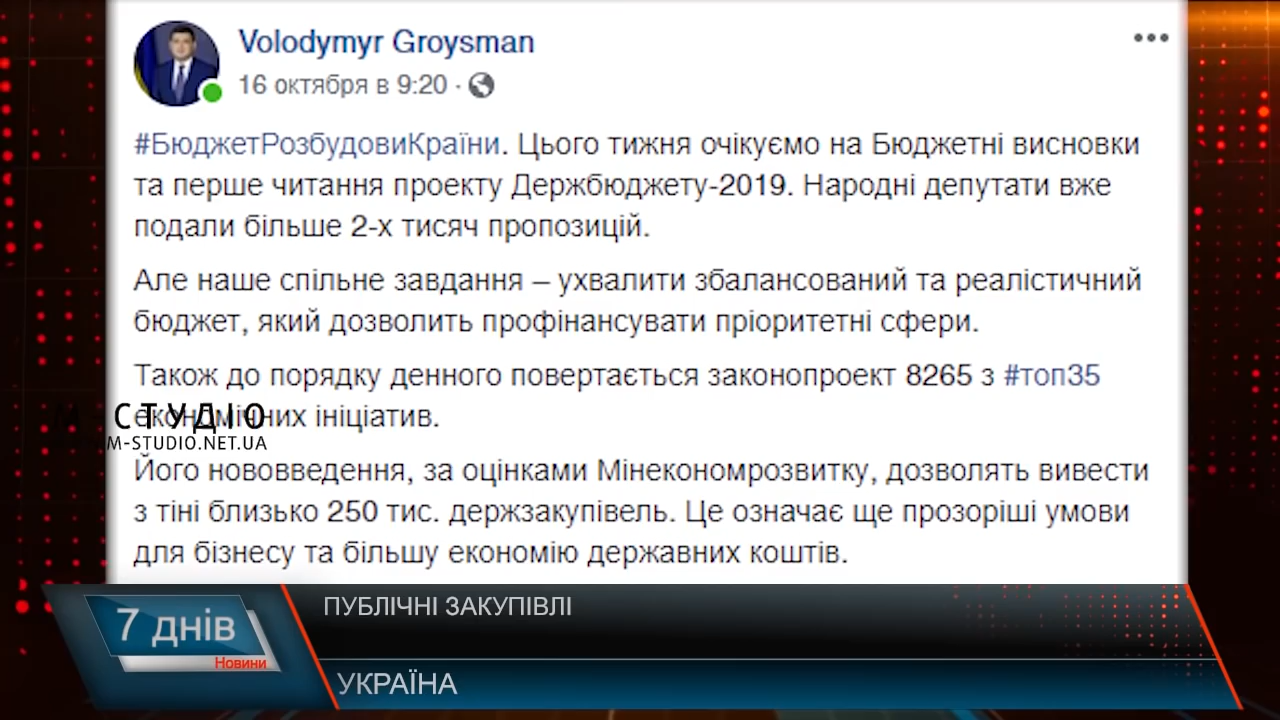 Volodymyr Groysman
16 октября в 9:20 ·
#БюджетРозбудовиКраїни. Цього тижня очікуємо на Бюджетні висновки
та перше читання проекту Держбюджету-2019. Народні депутати вже
подали більше 2-х тисяч пропозицій.
Але наше спільне завдання – ухвалити збалансований та реалістичний
бюджет, який дозволить профінансувати пріоритетні сфери.
Також до порядку денного повертається законопроект 8265 з #топ35
економічних ініціатив.
М - СТУДІО
M-STUDIO.NET.UA
Його нововведення, за оцінками Мінекономрозвитку, дозволять вивести
з тіні близько 250 тис. держзакупівель. Це означає ще прозоріші умови
для бізнесу та більшу економію державних коштів.
7 днів
Новини
ПУБЛІЧНІ ЗАКУПІВЛІ
УКРАЇНА